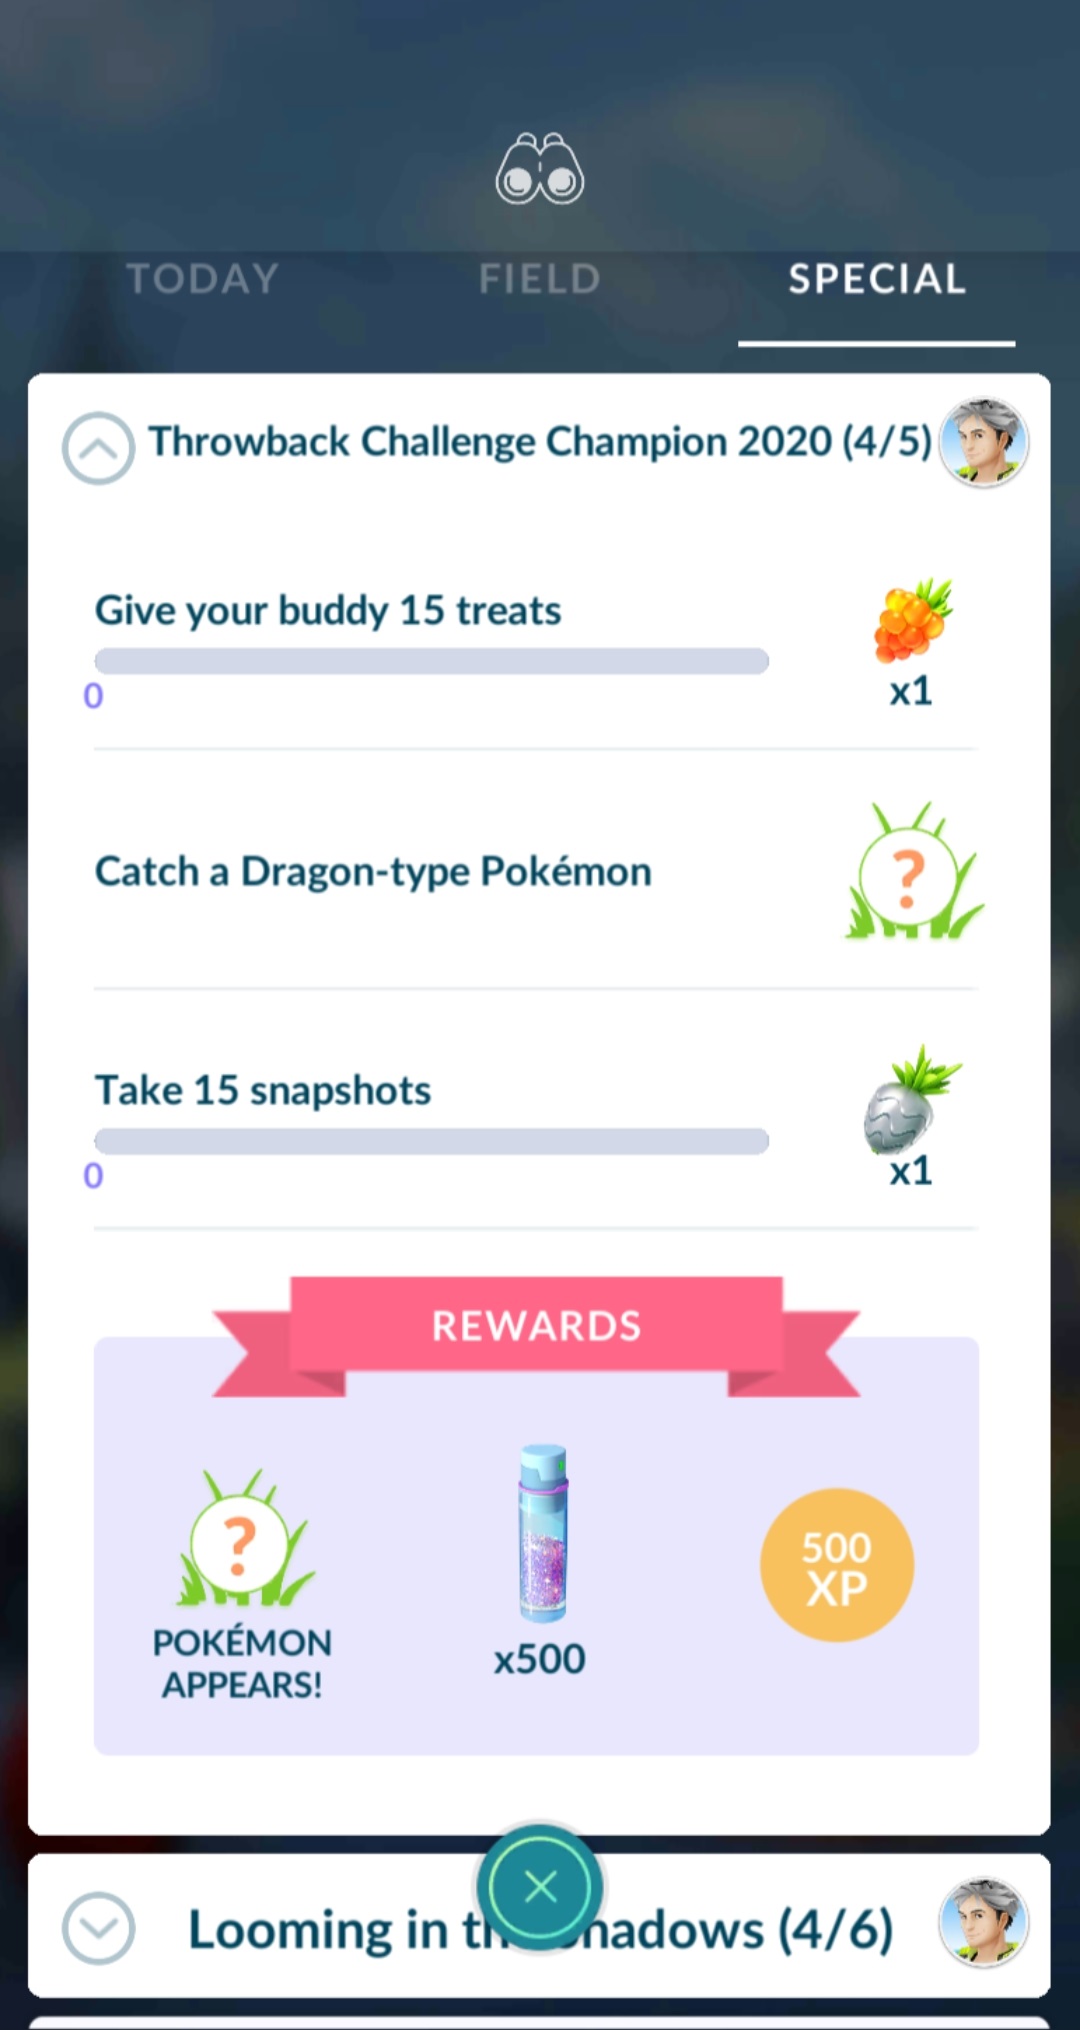 TODAY FIELD SPECIAL
Throwback Challenge Champion 2020 (4/5)
Give your buddy 15 treats
0
x1
Catch a Dragon-type Pokémon
?
Take 15 snapshots
0
x1
REWARDS
?
POKÉMON
APPEARS!
x500
500
XP
Looming in hadows (4/6)